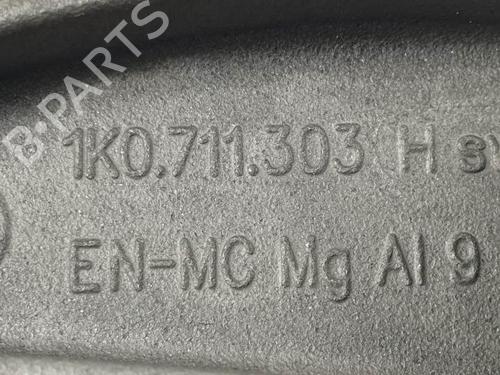 B-PARTS
1K0.711.303 H
EN-MC Mg Al 9